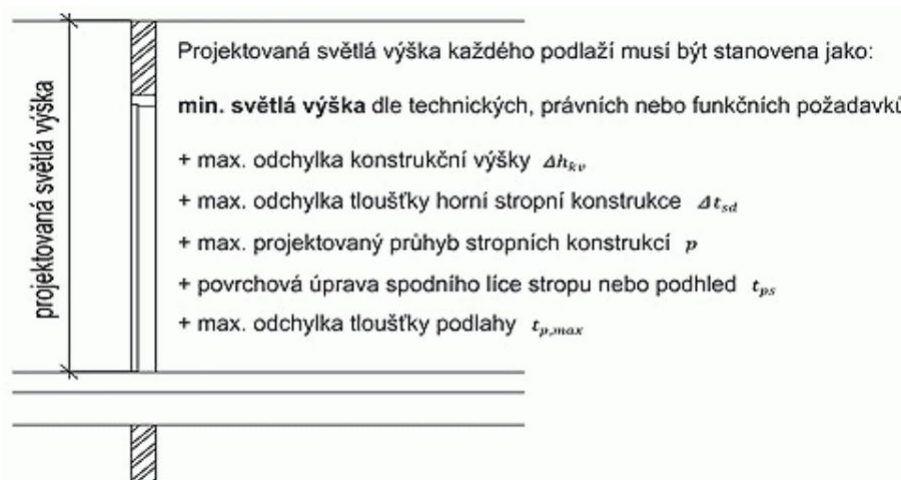 projektovaná světlá výška
Projektovaná světlá výška každého podlaží musí být stanovena jako:
min. světlá výška dle technických, právních nebo funkčních požadavků
+ max. odchylka konstrukční výšky Δhₖᵥ
+ max. odchylka tloušťky horní stropní konstrukce Δt_sd
+ max. projektovaný průhyb stropních konstrukcí p
+ povrchová úprava spodního líce stropu nebo podhled t_ps
+ max. odchylka tloušťky podlahy t_p,max